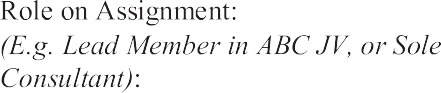 Role on Assignment:
(E.g. Lead Member in ABC JV, or Sole
Consultant):